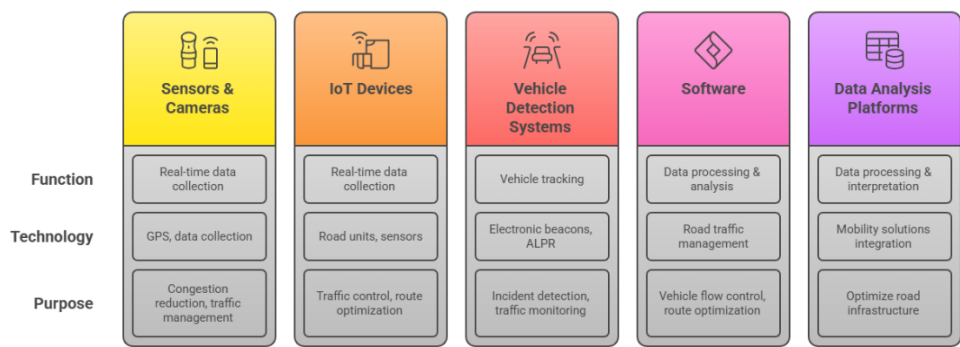 Sensors &
Cameras
IoT Devices
Vehicle
Detection
Systems
Software
Data Analysis
Platforms
Function
Real-time data
collection
Real-time data
collection
Vehicle tracking
Data processing &
analysis
Data processing &
interpretation
Technology
GPS, data collection
Road units, sensors
Electronic beacons,
ALPR
Road traffic
management
Mobility solutions
integration
Purpose
Congestion
reduction, traffic
management
Traffic control, route
optimization
Incident detection,
traffic monitoring
Vehicle flow control,
route optimization
Optimize road
infrastructure